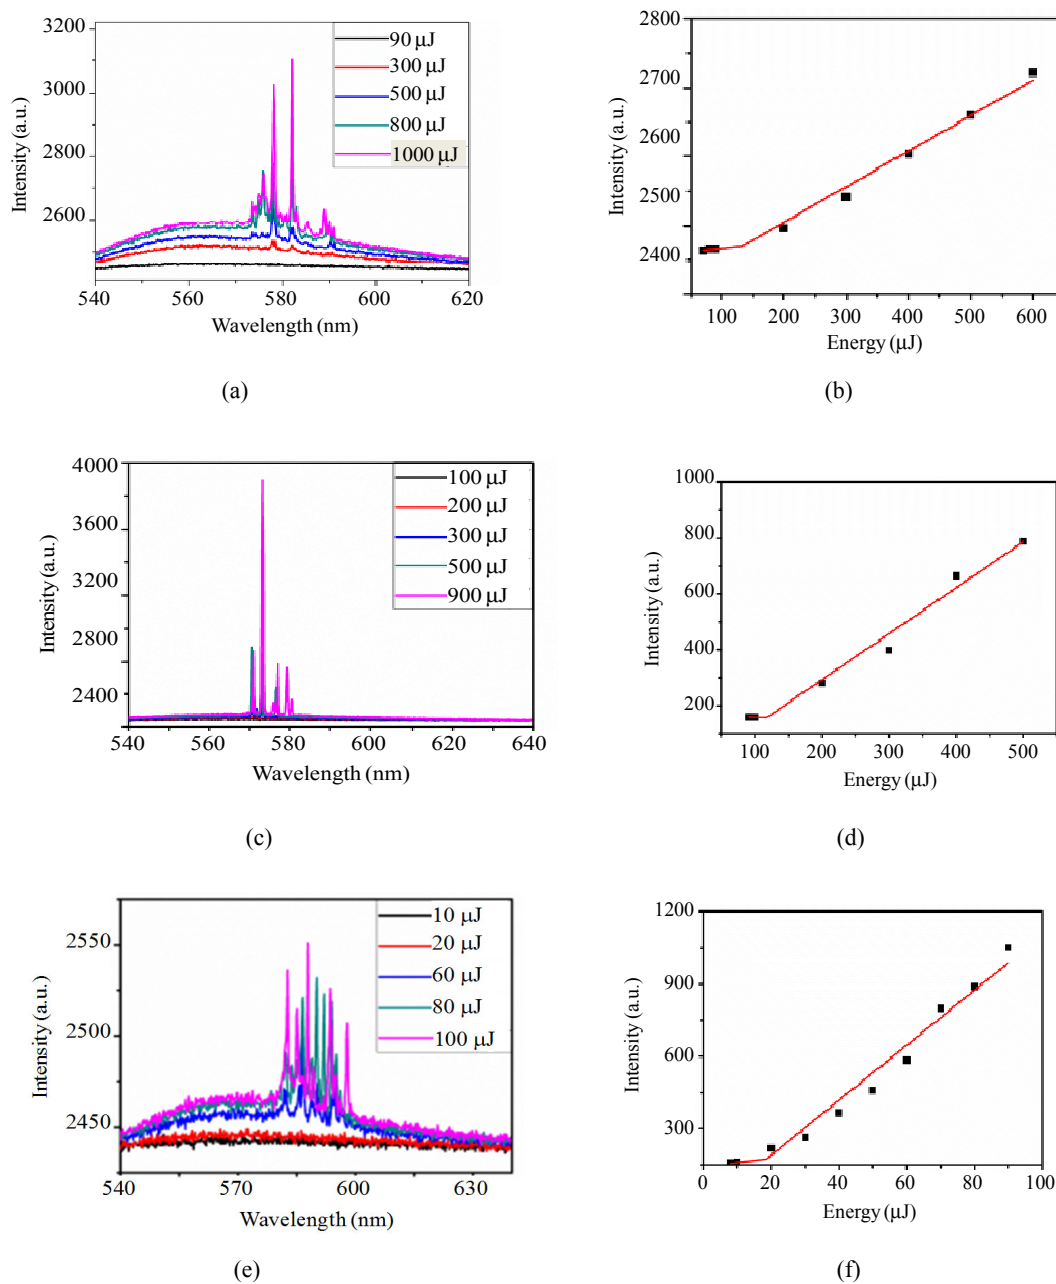 3200
3000
2800
2600
Intensity (a.u.)
90 µJ
300 µJ
500 µJ
800 µJ
1000 µJ
540 560 580 600 620
Wavelength (nm)
(a)
2800
2700
2600
2500
2400
Intensity (a.u.)
100 200 300 400 500 600
Energy (µJ)
(b)
4000
3600
3200
2800
2400
Intensity (a.u.)
100 µJ
200 µJ
300 µJ
500 µJ
900 µJ
540 560 580 600 620 640
Wavelength (nm)
(c)
1000
800
600
400
200
Intensity (a.u.)
100 200 300 400 500
Energy (µJ)
(d)
2550
2500
2450
Intensity (a.u.)
10 µJ
20 µJ
60 µJ
80 µJ
100 µJ
540 570 600 630
Wavelength (nm)
(e)
1200
900
600
300
Intensity (a.u.)
0 20 40 60 80 100
Energy (µJ)
(f)